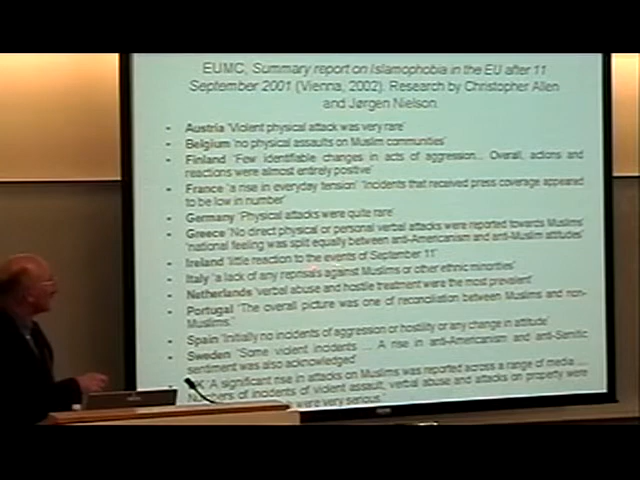 EUMC, Summary report on Islamophobia in the EU after 11
September 2001 (Vienna, 2002). Research by Christopher Allen
and Jørgen Nielson.
- Austria 'Violent physical attack was very rare'
- Belgium 'no physical assaults on Muslim communities'
- Finland 'Few identifiable changes in acts of aggression... Overall, actions and
reactions were almost entirely positive'
- France 'a rise in everyday tension' 'Incidents that received press coverage appeared
to be low in number'
- Germany 'Physical attacks were quite rare'
- Greece 'No direct physical or personal verbal attacks were reported towards Muslims'
'national feeling was split equally between anti-Americanism and anti-Muslim attitudes'
- Ireland 'little reaction to the events of September 11'
- Italy 'a lack of any reprisals against Muslims or other ethnic minorities'
- Netherlands 'verbal abuse and hostile treatment were the most prevalent'
- Portugal 'The overall picture was one of reconciliation between Muslims and non-
Muslims.'
- Spain 'Initially no incidents of aggression or hostility or any change in attitude'
- Sweden 'Some violent incidents .... A rise in anti-Americanism and anti-Semitic
sentiment was also acknowledged'
'A significant rise in attacks on Muslims was reported across a range of media ...
of incidents of violent assault, verbal abuse and attacks on property were
were very serious.'